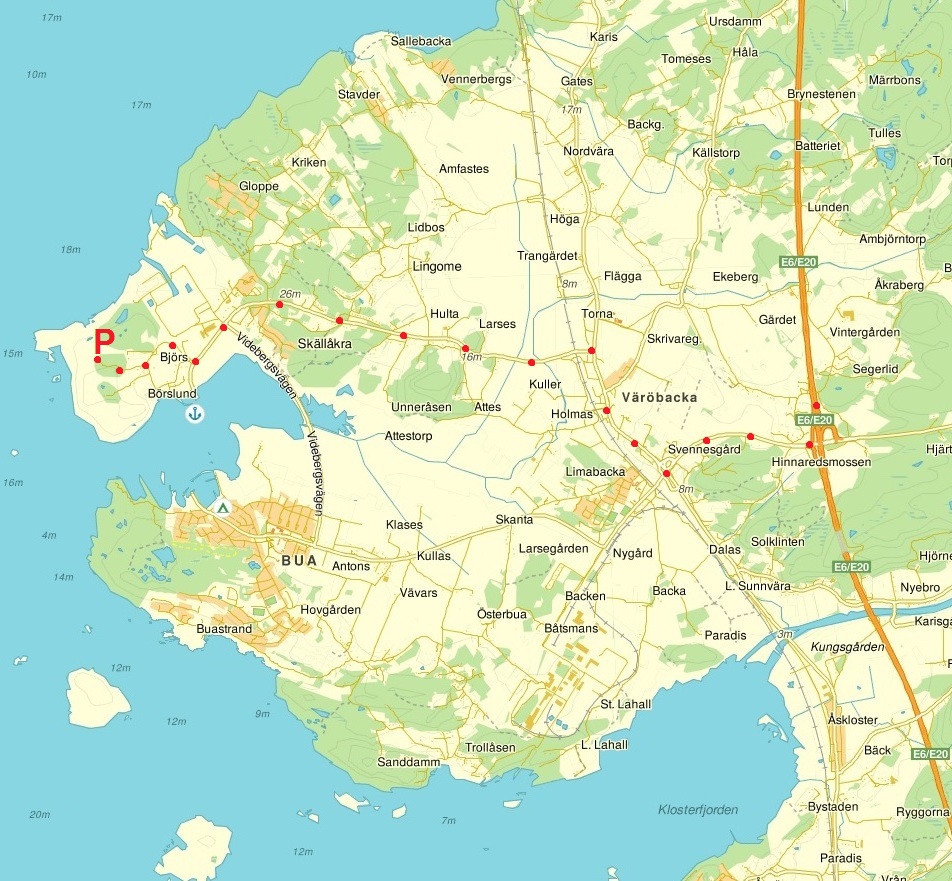 17m
Ursdamm
Karis
Sallebacka
Håla
Tomeses
10m
Vennerbergs
Gates
Märrbons
Stavder
Brynestenen
17m
17m
Backg.
Tulles
Batteriet
Nordvära
Källstorp
Kriken
Amfastes
Gloppe
Lunden
Höga
Lidbos
Ambjörntorp
18m
Trangärdet
Lingome
E6/E20
Flägga
Ekeberg
Åkraberg
8m
26m
Hulta
Torna
Gärdet
Larses
Vintergården
P
Skrivareg.
Skällåkra
15m
Björs
16m
Videbergsvägen
Segerlid
Kuller
Börslund
Väröbacka
Unneråsen
Attes
Holmas
E6/E20
Attestorp
Svennesgård
Hinnaredsmossen
Limabacka
Videbergsvägen
16m
8m
Klases
Skanta
4m
Solklinten
Larsegården
Dalas
Nygård
Kullas
BUA
Antons
E6/E20
14m
L. Sunnvära
Nyebro
Vävars
Backen
Backa
Hovgården
Österbua
Buastrand
Båtsmans
Paradis
3m
Kungsgården
12m
St. Lahall
9m
12m
Åskloster
Trollåsen
L. Lahall
Bäck
E6/E20
Sanddamm
Bystaden
Klosterfjorden
20m
7m
12m
Paradis